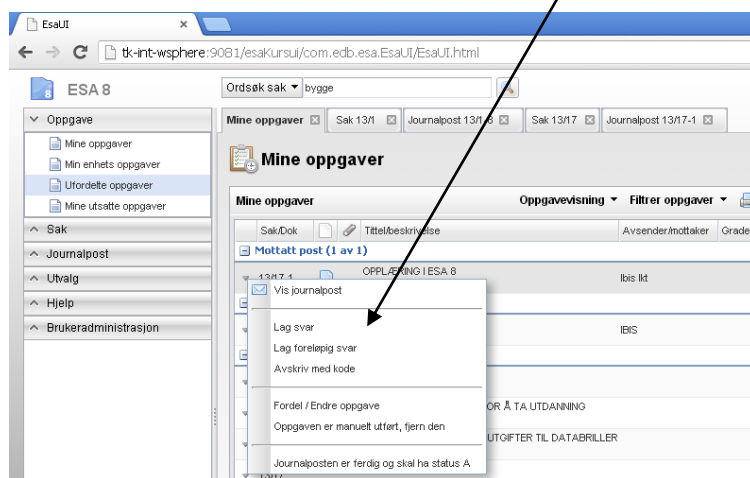 EsaUI
tk-int-wsphere:9081/esaKursui/com.edb.esa.EsaUI/EsaUI.html
8 ESA 8
Ordsøk sak bygge
Oppgave
Mine oppgaver
Min enhets oppgaver
Ufordelte oppgaver
Mine utsatte oppgaver
Sak
Journalpost
Utvalg
Hjelp
Brukeradministrasjon
Mine oppgaver Sak 13/1 Journalpost 13/1-8 Sak 13/17 Journalpost 13/17-1
Mine oppgaver
Mine oppgaver Oppgavevisning Filtrer oppgaver
Sak/Dok Tittel/beskrivelse Avsender/mottaker Grade
Mottatt post (1 av 1)
13/17-1 OPPLÆRING I ESA 8 Ibis Ikt
Vis journalpost
Lag svar
IBIS
Lag foreløpig svar
Avskriv med kode
Fordel / Endre oppgave
OR Å TA UTDANNING
Oppgaven er manuelt utført, fjern den
UTGIFTER TIL DATABRILLER
Journalposten er ferdig og skal ha status A
13/17